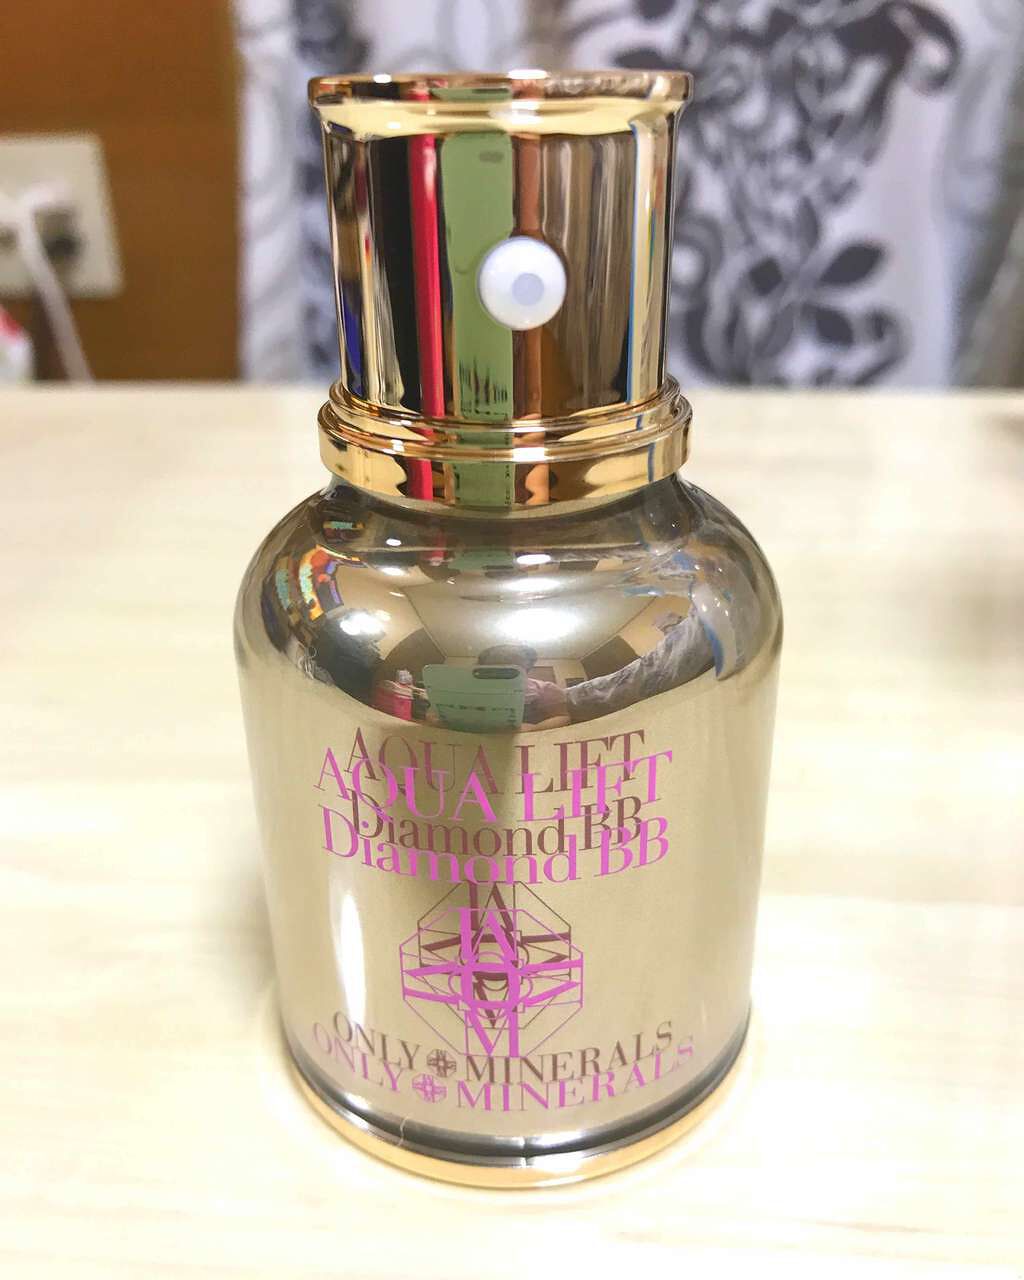 AQUA LIFT
Diamond BB
ONLY MINERALS